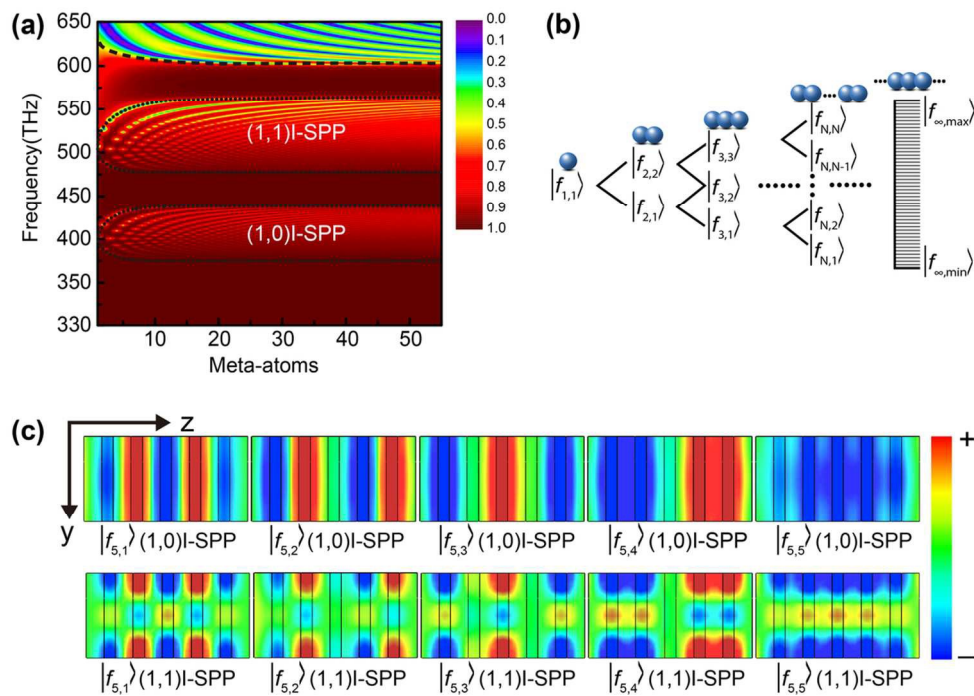 (a)
650
600
550
500
450
400
350
330
Frequency(THz)
10 20 30 40 50
Meta-atoms
(1,1)I-SPP
(1,0)I-SPP
0.0
0.1
0.2
0.3
0.4
0.5
0.6
0.7
0.8
0.9
1.0
(b)
|f1,1⟩
|f2,2⟩
|f2,1⟩
|f3,3⟩
|f3,2⟩
|f3,1⟩
|fN,N⟩
|fN,N-1⟩
|fN,2⟩
|fN,1⟩
|f∞,max⟩
|f∞,min⟩
(c)
z
y
|f5,1⟩(1,0)I-SPP |f5,2⟩(1,0)I-SPP |f5,3⟩(1,0)I-SPP |f5,4⟩(1,0)I-SPP |f5,5⟩(1,0)I-SPP
|f5,1⟩(1,1)I-SPP |f5,2⟩(1,1)I-SPP |f5,3⟩(1,1)I-SPP |f5,4⟩(1,1)I-SPP |f5,5⟩(1,1)I-SPP
+
−